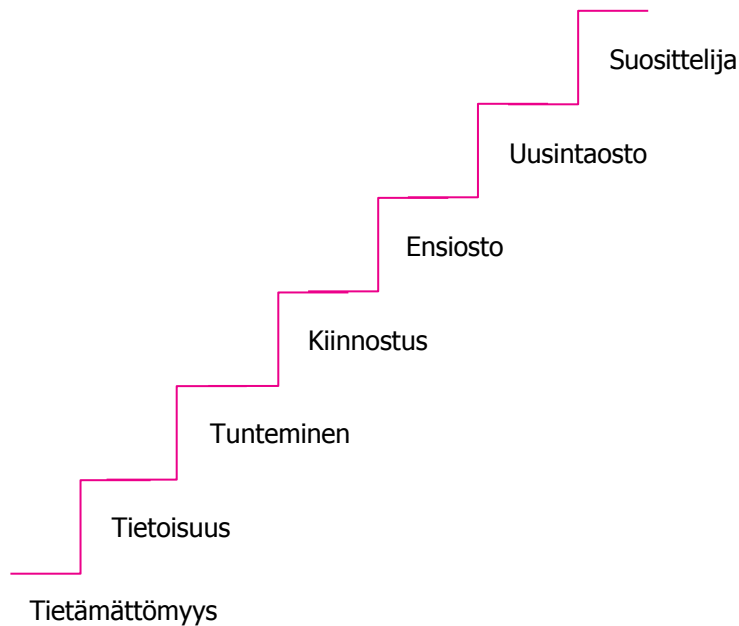 Suosittelija
Uusintaosto
Ensiosto
Kiinnostus
Tunteminen
Tietoisuus
Tietämättömyys